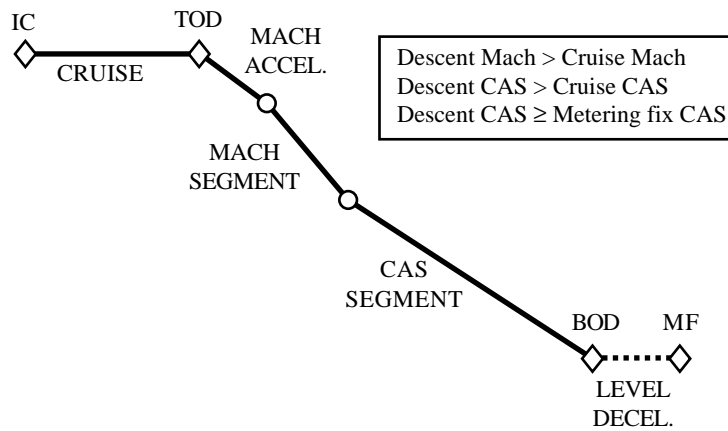 IC
TOD
MACH
ACCEL.
CRUISE
Descent Mach > Cruise Mach
Descent CAS > Cruise CAS
Descent CAS ≥ Metering fix CAS
MACH
SEGMENT
CAS
SEGMENT
BOD
MF
LEVEL
DECEL.